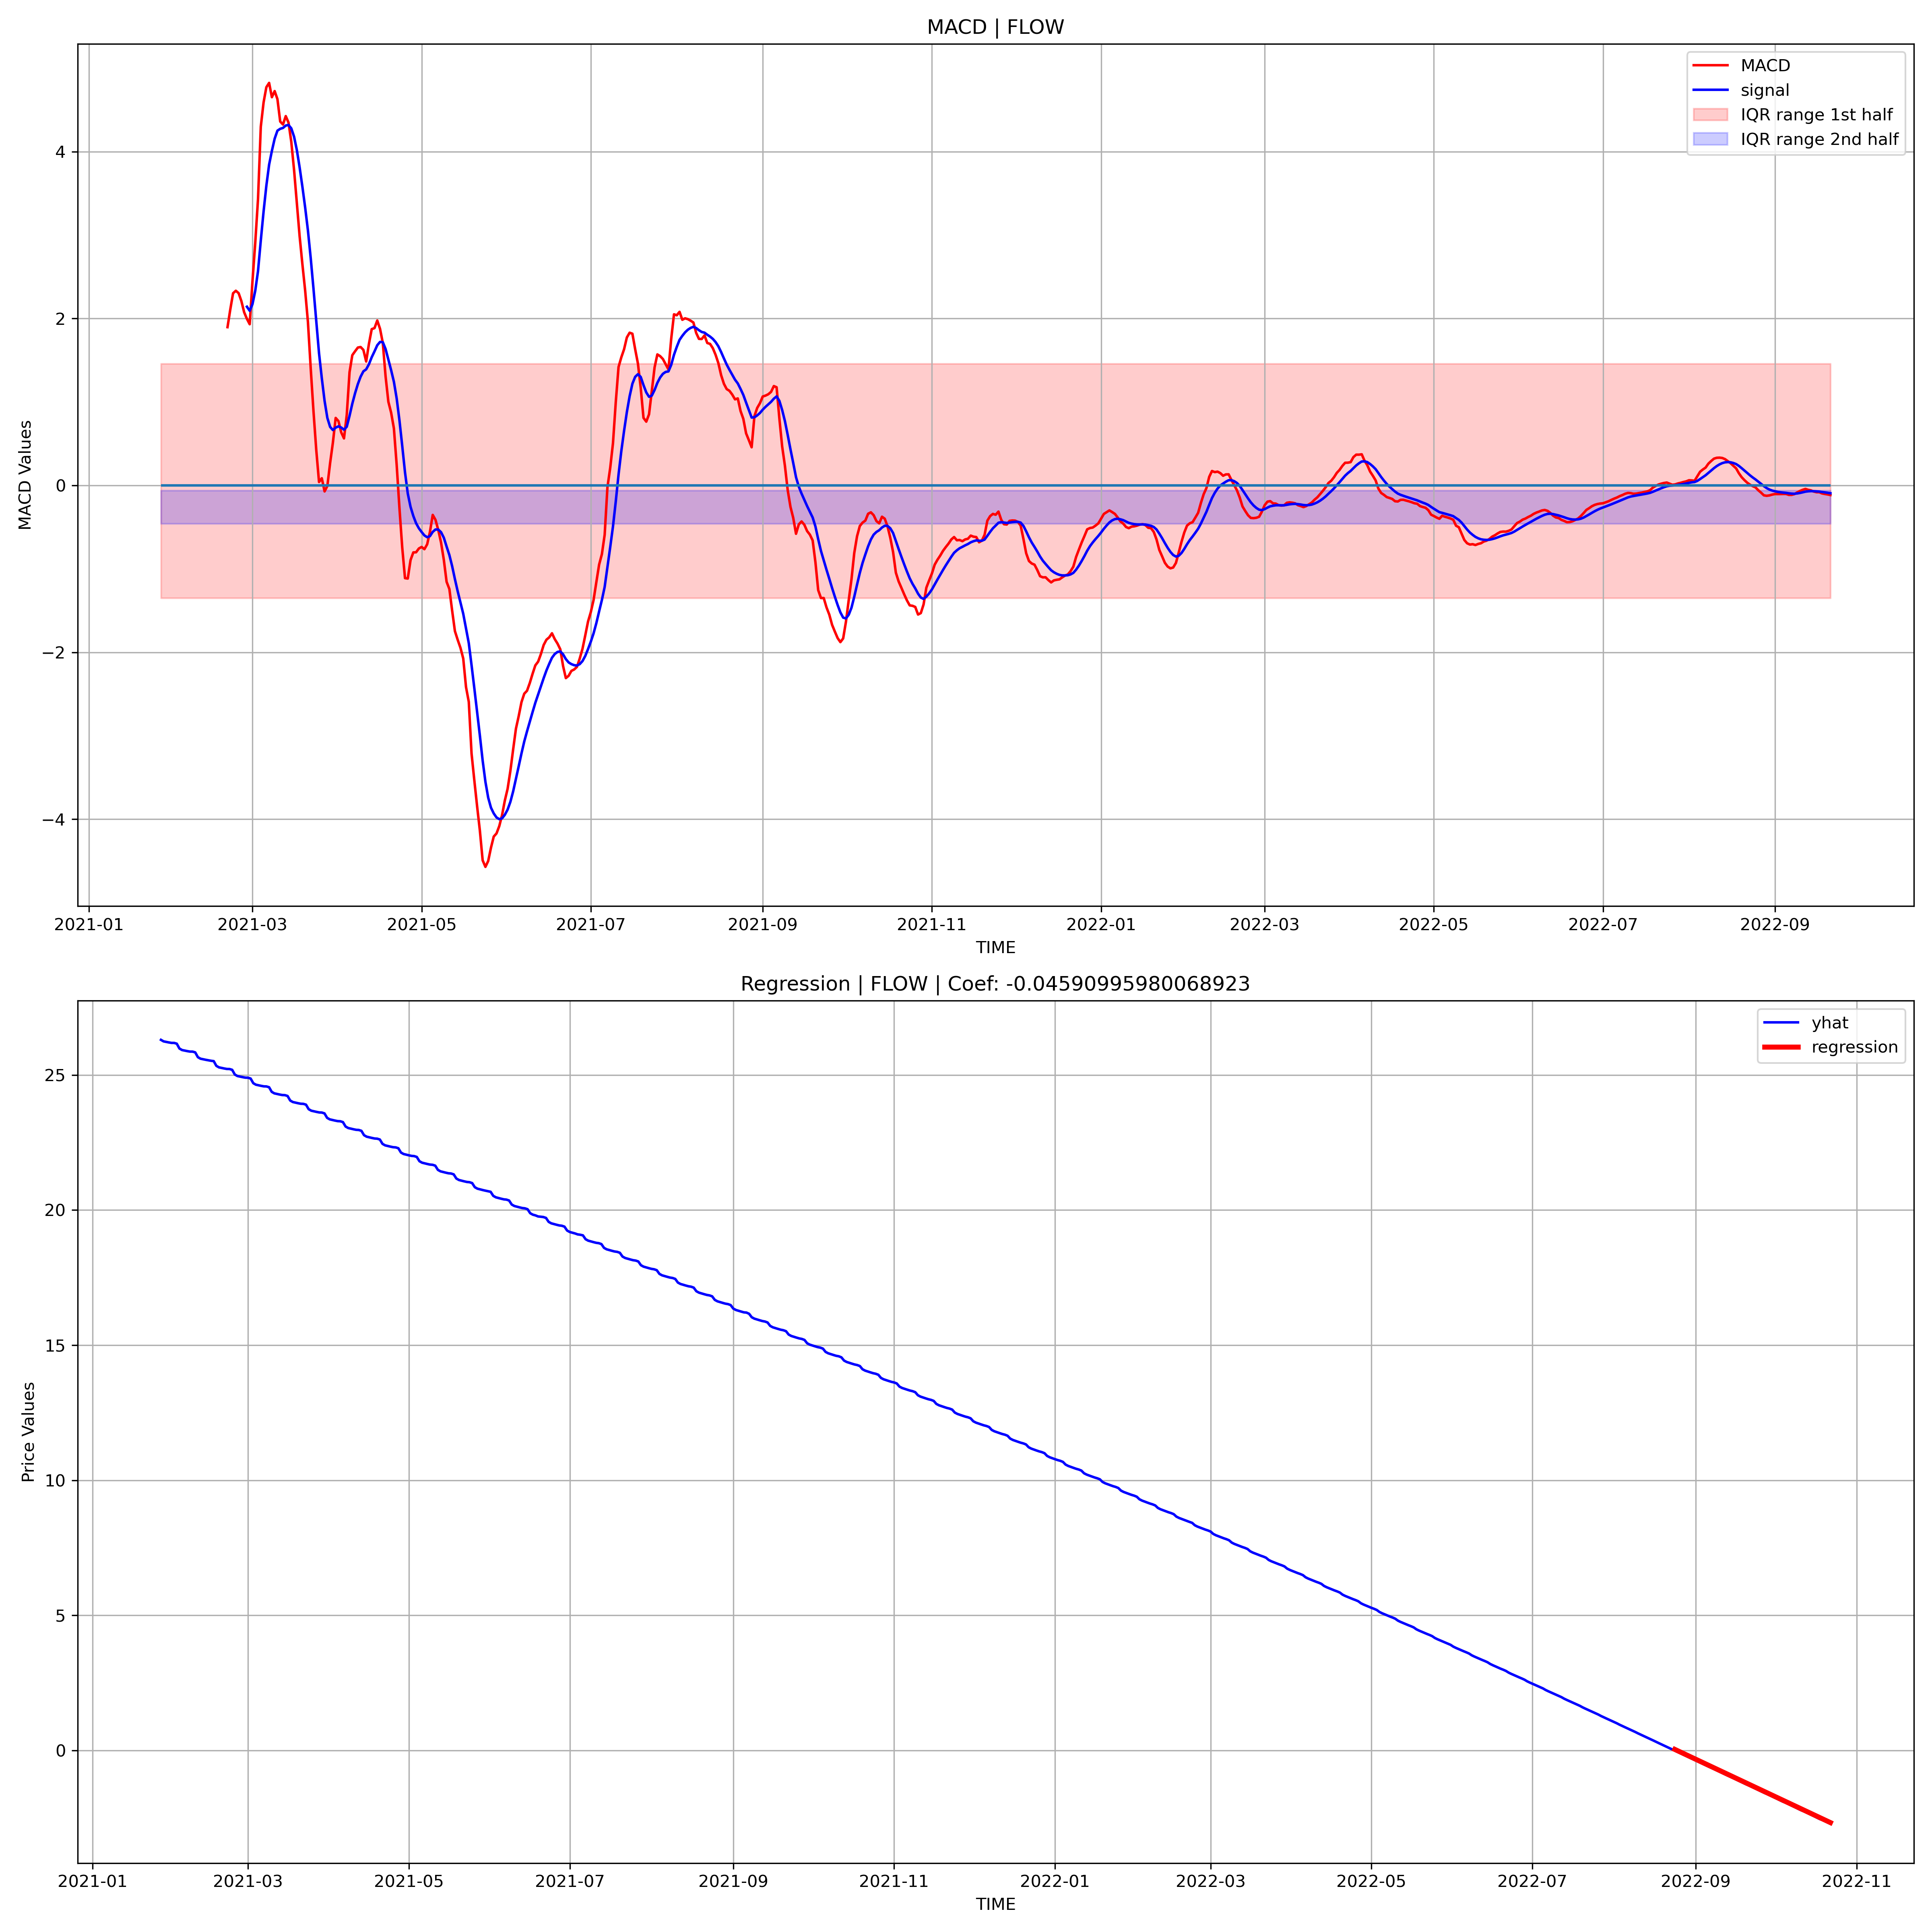 MACD | FLOW
MACD
signal
IQR range 1st half
IQR range 2nd half
MACD Values
4
2
0
−2
−4
2021-01 2021-03 2021-05 2021-07 2021-09 2021-11 2022-01 2022-03 2022-05 2022-07 2022-09
TIME
Regression | FLOW | Coef: -0.04590995980068923
yhat
regression
Price Values
25
20
15
10
5
0
2021-01 2021-03 2021-05 2021-07 2021-09 2021-11 2022-01 2022-03 2022-05 2022-07 2022-09 2022-11
TIME